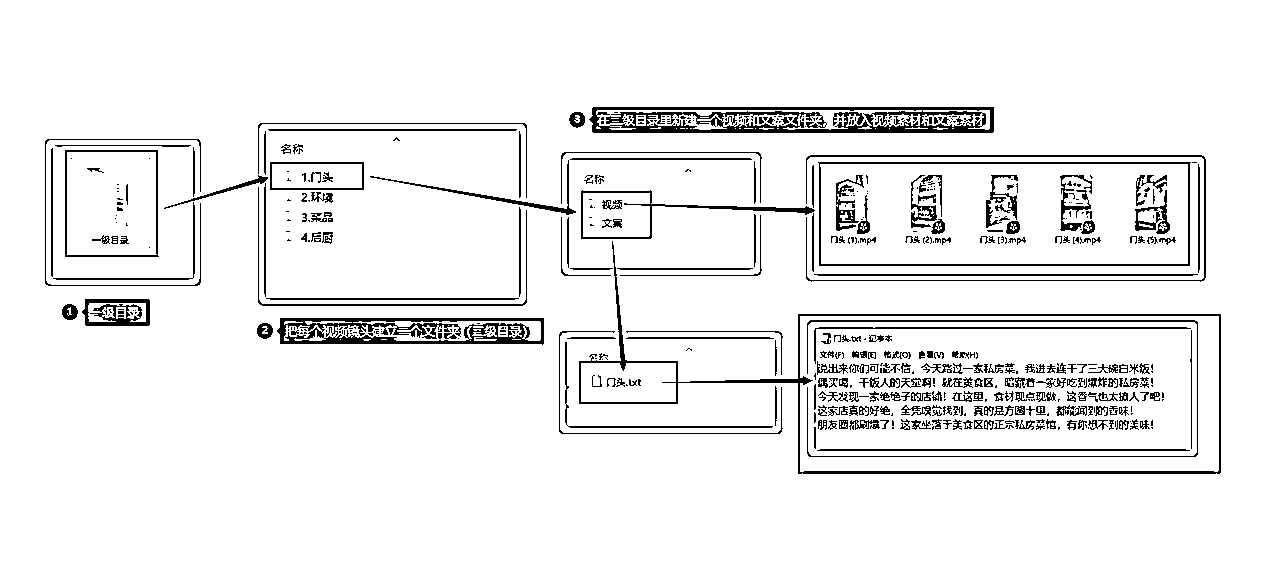 一级目录
❶ 一级目录
名称
1.门头
2.环境
3.菜品
4.后厨
❷ 把每个视频镜头建立一个文件夹 (二级目录)
❸ 在二级目录里新建一个视频和文案文件夹，并放入视频素材和文案素材
名称
视频
文案
门头 (1).mp4
门头 (2).mp4
门头 (3).mp4
门头 (4).mp4
门头 (5).mp4
名称
门头.txt
门头.txt - 记事本
文件(F) 编辑(E) 格式(O) 查看(V) 帮助(H)
说出来你们可能不信，今天路过一家私房菜，我进去连干了三大碗白米饭！
偶买噶，干饭人的天堂啊！就在美食区，暗藏着一家好吃到爆炸的私房菜！
今天发现一家绝绝子的店铺！在这里，食材现点现做，这香气也太撩人了吧！
这家店真的好绝，全凭嗅觉找到，真的是方圆十里，都能闻到的香味！
朋友圈都刷爆了！这家坐落于美食区的正宗私房菜馆，有你想不到的美味！